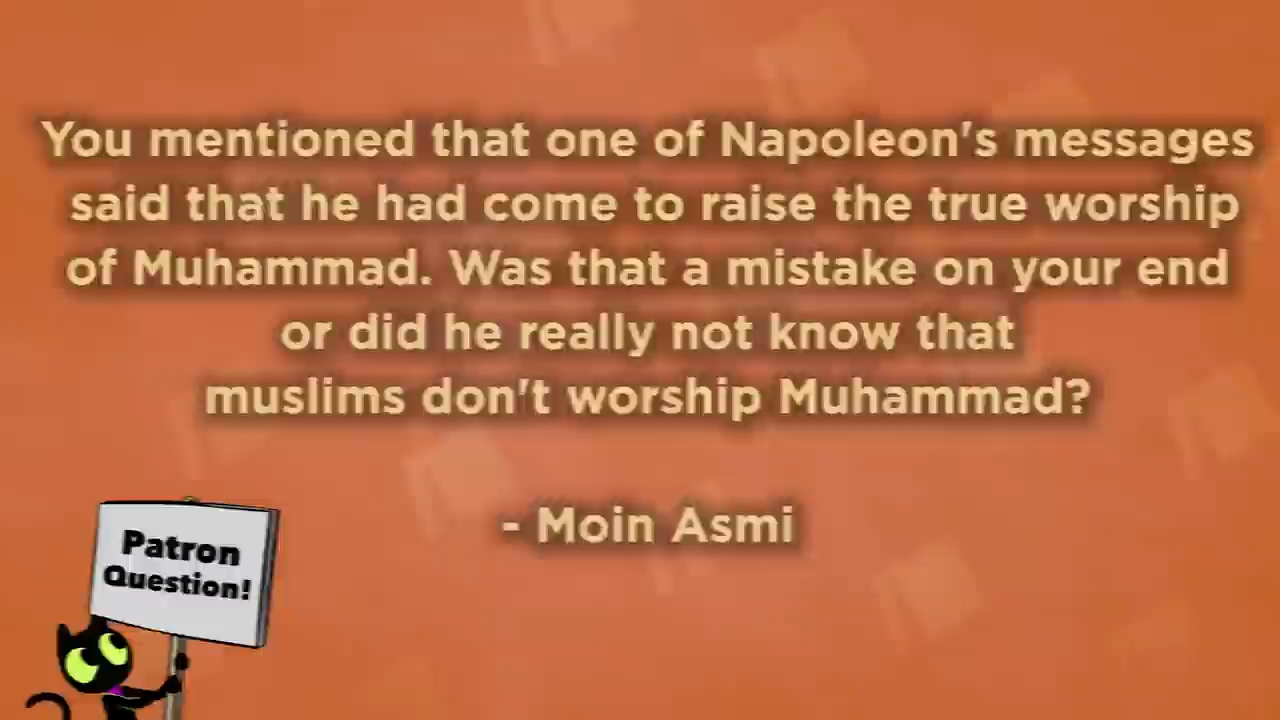 You mentioned that one of Napoleon's messages
said that he had come to raise the true worship
of Muhammad. Was that a mistake on your end
or did he really not know that
muslims don't worship Muhammad?
- Moin Asmi
Patron
Question!